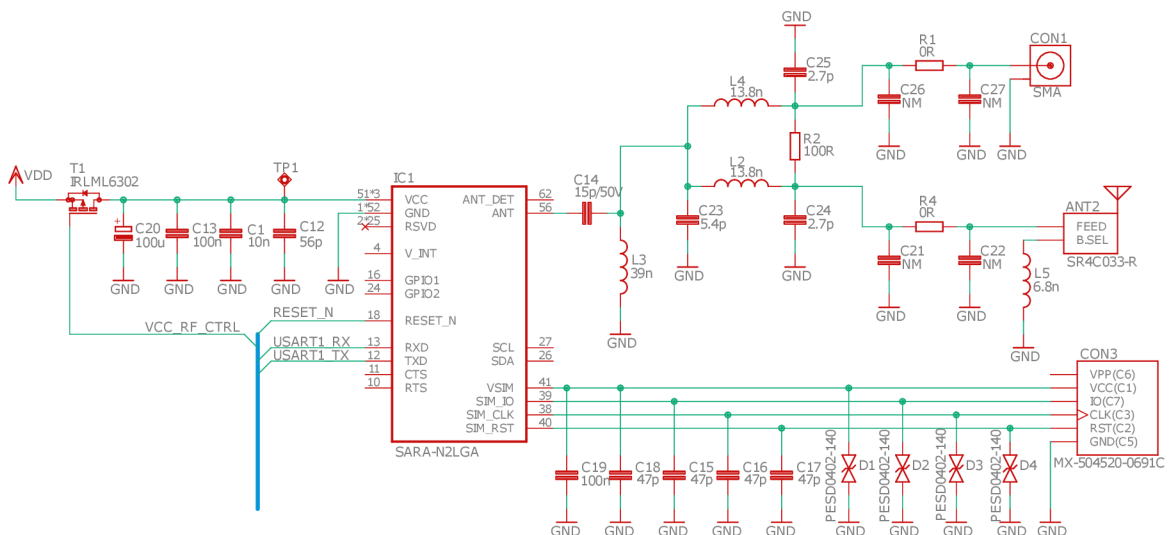 GND
R1
0R
CON1
SMA
C25
2.7p
L4
13.8n
C26
NM
C27
NM
GND
GND
GND
R2
100R
VDD
T1
IRLML6302
TP1
IC1
C14
15p/50V
L2
13.8n
C20
100u
C13
100n
C1
10n
C12
56p
GND
GND
GND
GND
GND
51*3
1*52
2*25
4
16
24
18
13
12
11
10
VCC
GND
RSVD
V_INT
GPIO1
GPIO2
RESET_N
RXD
TXD
CTS
RTS
ANT_DET
ANT
SCL
SDA
VSIM
SIM_IO
SIM_CLK
SIM_RST
62
56
27
26
41
39
38
40
SARA-N2LGA
C23
5.4p
GND
C24
2.7p
GND
L3
39n
GND
R4
0R
C21
NM
C22
NM
GND
GND
ANT2
FEED
B.SEL
SR4C033-R
L5
6.8n
GND
RESET_N
VCC_RF_CTRL
USART1_RX
USART1_TX
CON3
VPP(C6)
VCC(C1)
IO(C7)
CLK(C3)
RST(C2)
GND(C5)
MX-504520-0691C
C19
100n
C18
47p
C15
47p
C16
47p
C17
47p
PESD0402-140
D1
PESD0402-140
D2
PESD0402-140
D3
PESD0402-140
D4
GND
GND
GND
GND
GND
GND
GND
GND
GND
GND